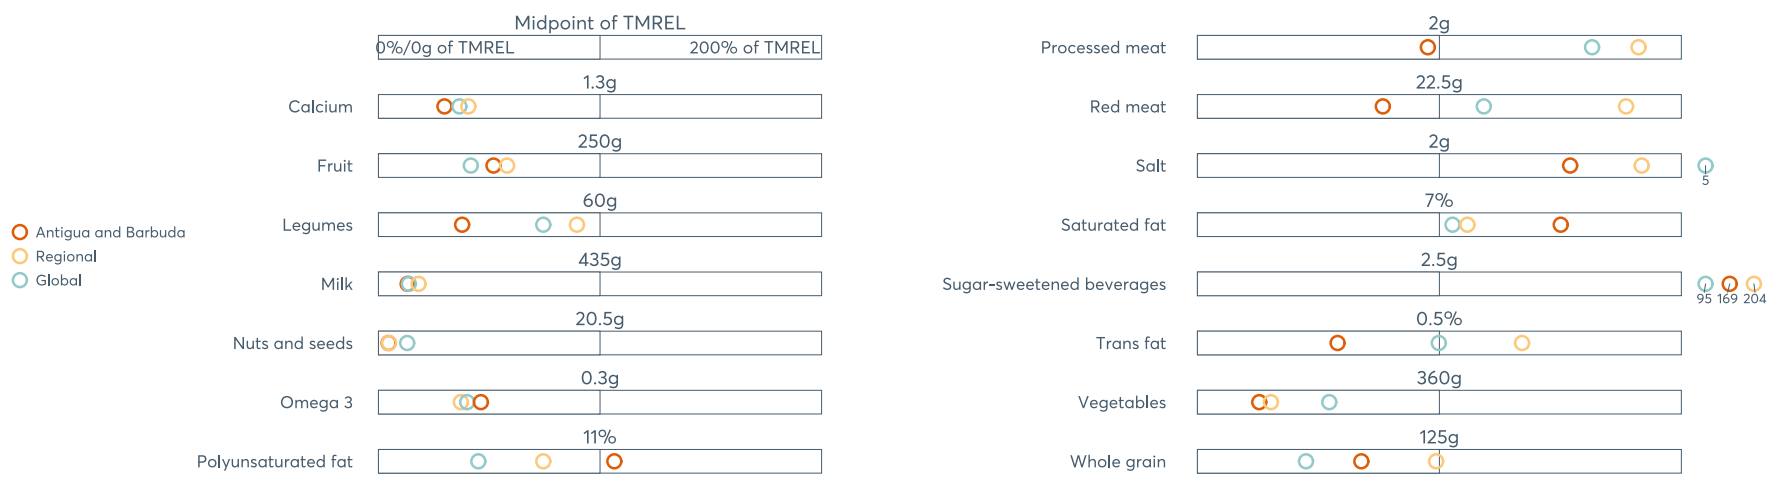 Midpoint of TMREL
0%/0g of TMREL 200% of TMREL
1.3g
Calcium
250g
Fruit
60g
Legumes
435g
Milk
20.5g
Nuts and seeds
0.3g
Omega 3
11%
Polyunsaturated fat
Antigua and Barbuda
Regional
Global
2g
Processed meat
22.5g
Red meat
2g
Salt
5
7%
Saturated fat
2.5g
Sugar-sweetened beverages
95 169 204
0.5%
Trans fat
360g
Vegetables
125g
Whole grain